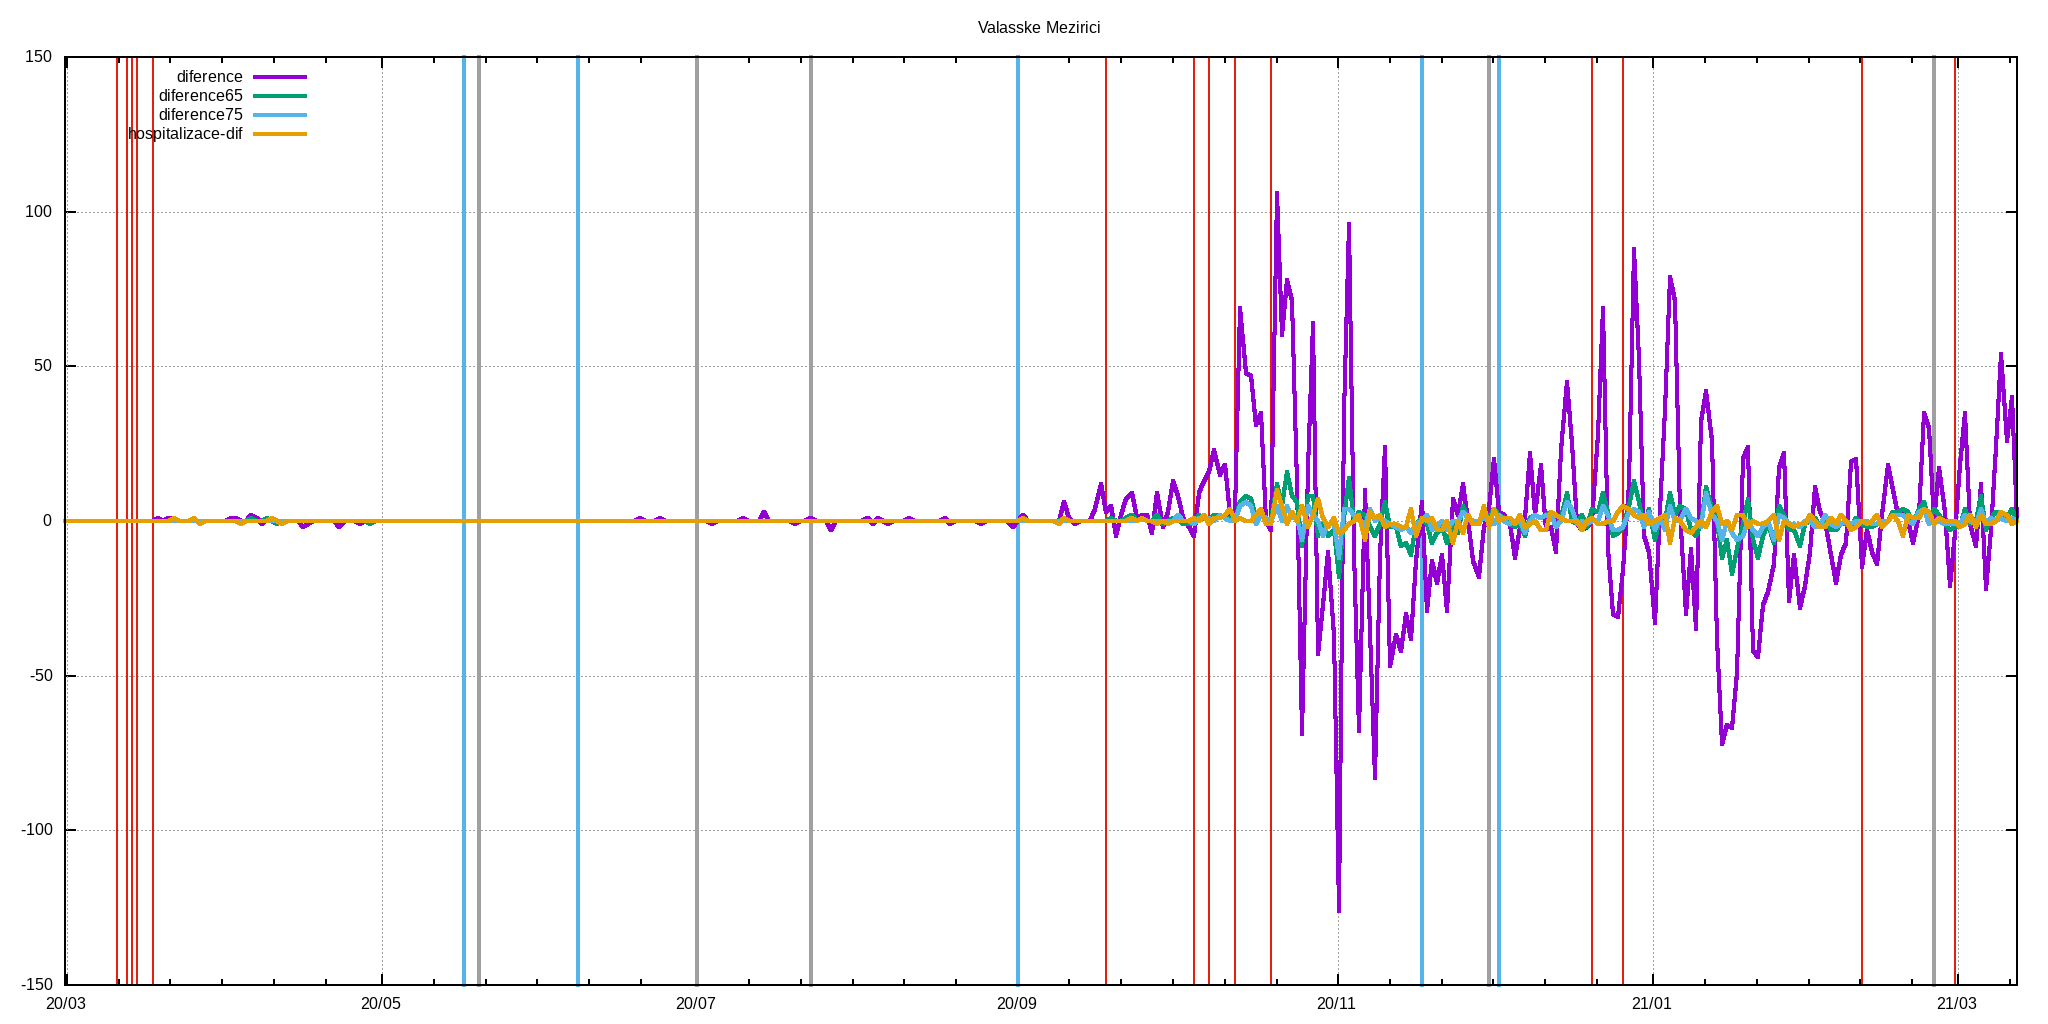 Valasske Mezirici
150
diference
diference65
diference75
hospitalizace-dif
100
50
0
-50
-100
-150
20/03 20/05 20/07 20/09 20/11 21/01 21/03